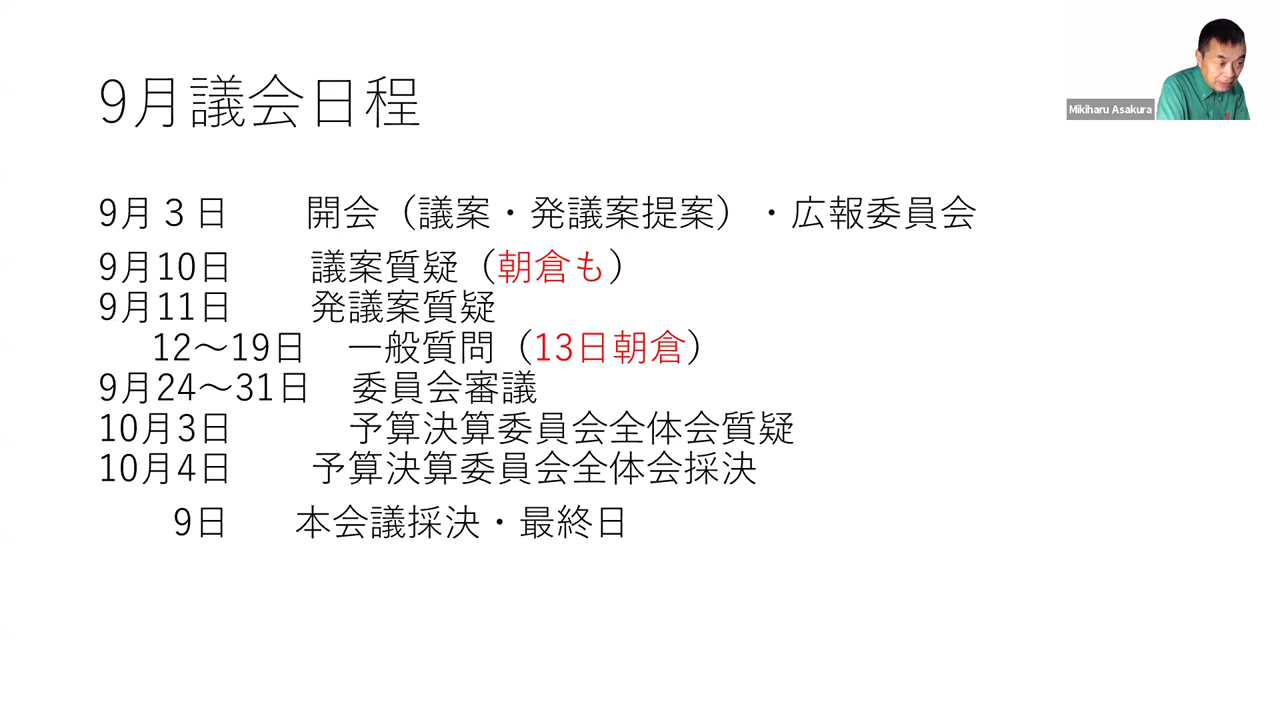 9月議会日程
Mikiharu Asakura
9月３日 開会（議案・発議案提案）・広報委員会
9月10日 議案質疑（朝倉も）
9月11日 発議案質疑
12～19日 一般質問（13日朝倉）
9月24～31日 委員会審議
10月3日 予算決算委員会全体会質疑
10月4日 予算決算委員会全体会採決
9日 本会議採決・最終日